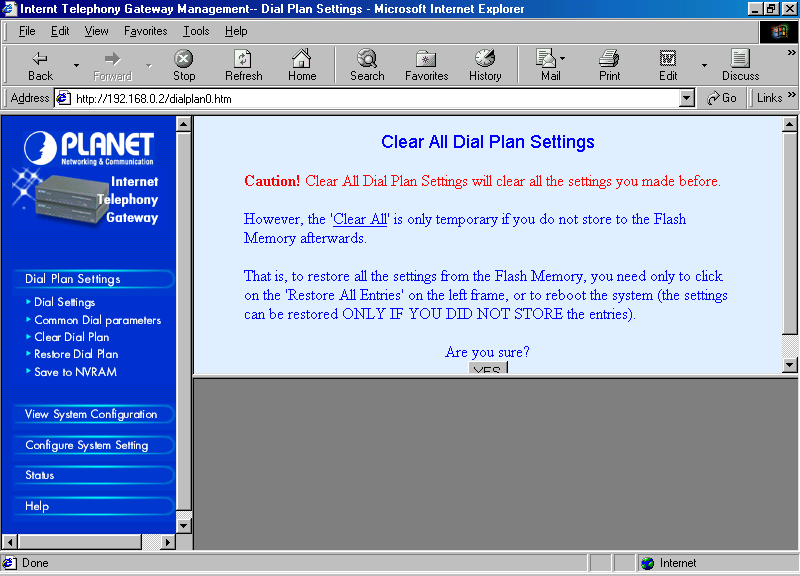 Internt Telephony Gateway Management-- Dial Plan Settings - Microsoft Internet Explorer
File Edit View Favorites Tools Help
Back Forward Stop Refresh Home Search Favorites History Mail Print Edit Discuss
Address http://192.168.0.2/dialplan0.htm Go Links
PLANET
Networking & Communication
Internet
Telephony
Gateway
Dial Plan Settings
Dial Settings
Common Dial parameters
Clear Dial Plan
Restore Dial Plan
Save to NVRAM
View System Configuration
Configure System Setting
Status
Help
Clear All Dial Plan Settings
Caution! Clear All Dial Plan Settings will clear all the settings you made before.
However, the 'Clear All' is only temporary if you do not store to the Flash
Memory afterwards.
That is, to restore all the settings from the Flash Memory, you need only to click
on the 'Restore All Entries' on the left frame, or to reboot the system (the settings
can be restored ONLY IF YOU DID NOT STORE the entries).
Are you sure?
YES
Done
Internet